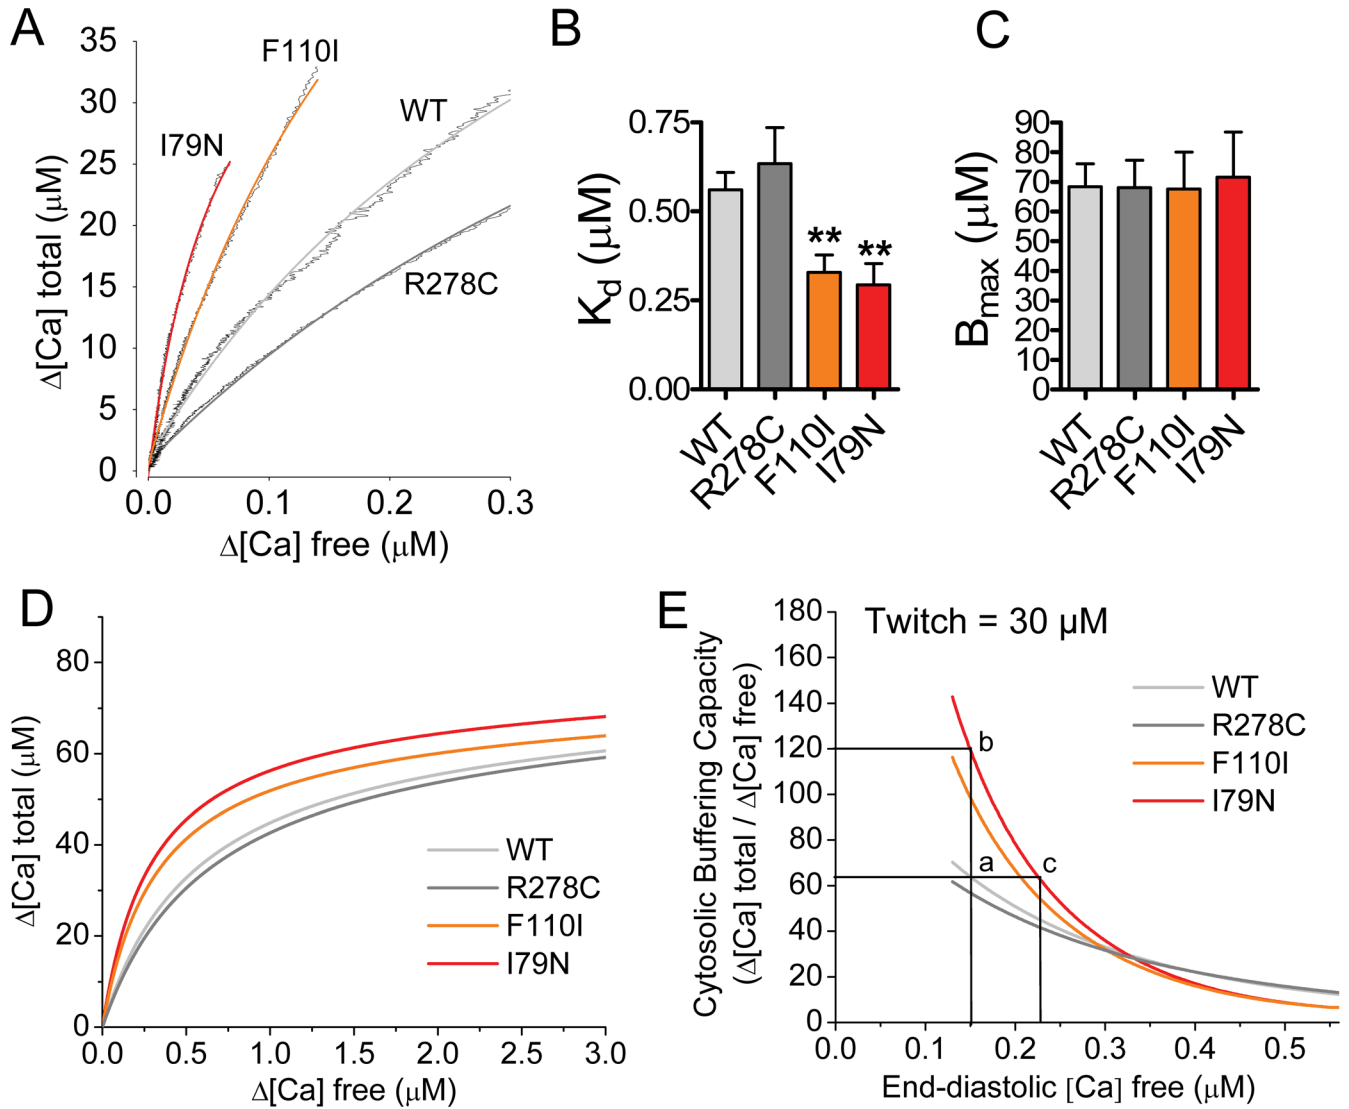 A
Δ[Ca] total (μM)
35
30
25
20
15
10
5
0
I79N
F110I
WT
R278C
0.0
0.1
0.2
0.3
Δ[Ca] free (μM)
B
Kd (μM)
0.75
0.50
0.25
0.00
**
**
WT
R278C
F110I
I79N
C
Bmax (μM)
90
80
70
60
50
40
30
20
10
0
WT
R278C
F110I
I79N
D
Δ[Ca] total (μM)
80
60
40
20
0
WT
R278C
F110I
I79N
0.0
0.5
1.0
1.5
2.0
2.5
3.0
Δ[Ca] free (μM)
E
Cytosolic Buffering Capacity
(Δ[Ca] total / Δ[Ca] free)
180
160
140
120
100
80
60
40
20
0
Twitch = 30 μM
WT
R278C
F110I
I79N
b
a
c
0.0
0.1
0.2
0.3
0.4
0.5
End-diastolic [Ca] free (μM)